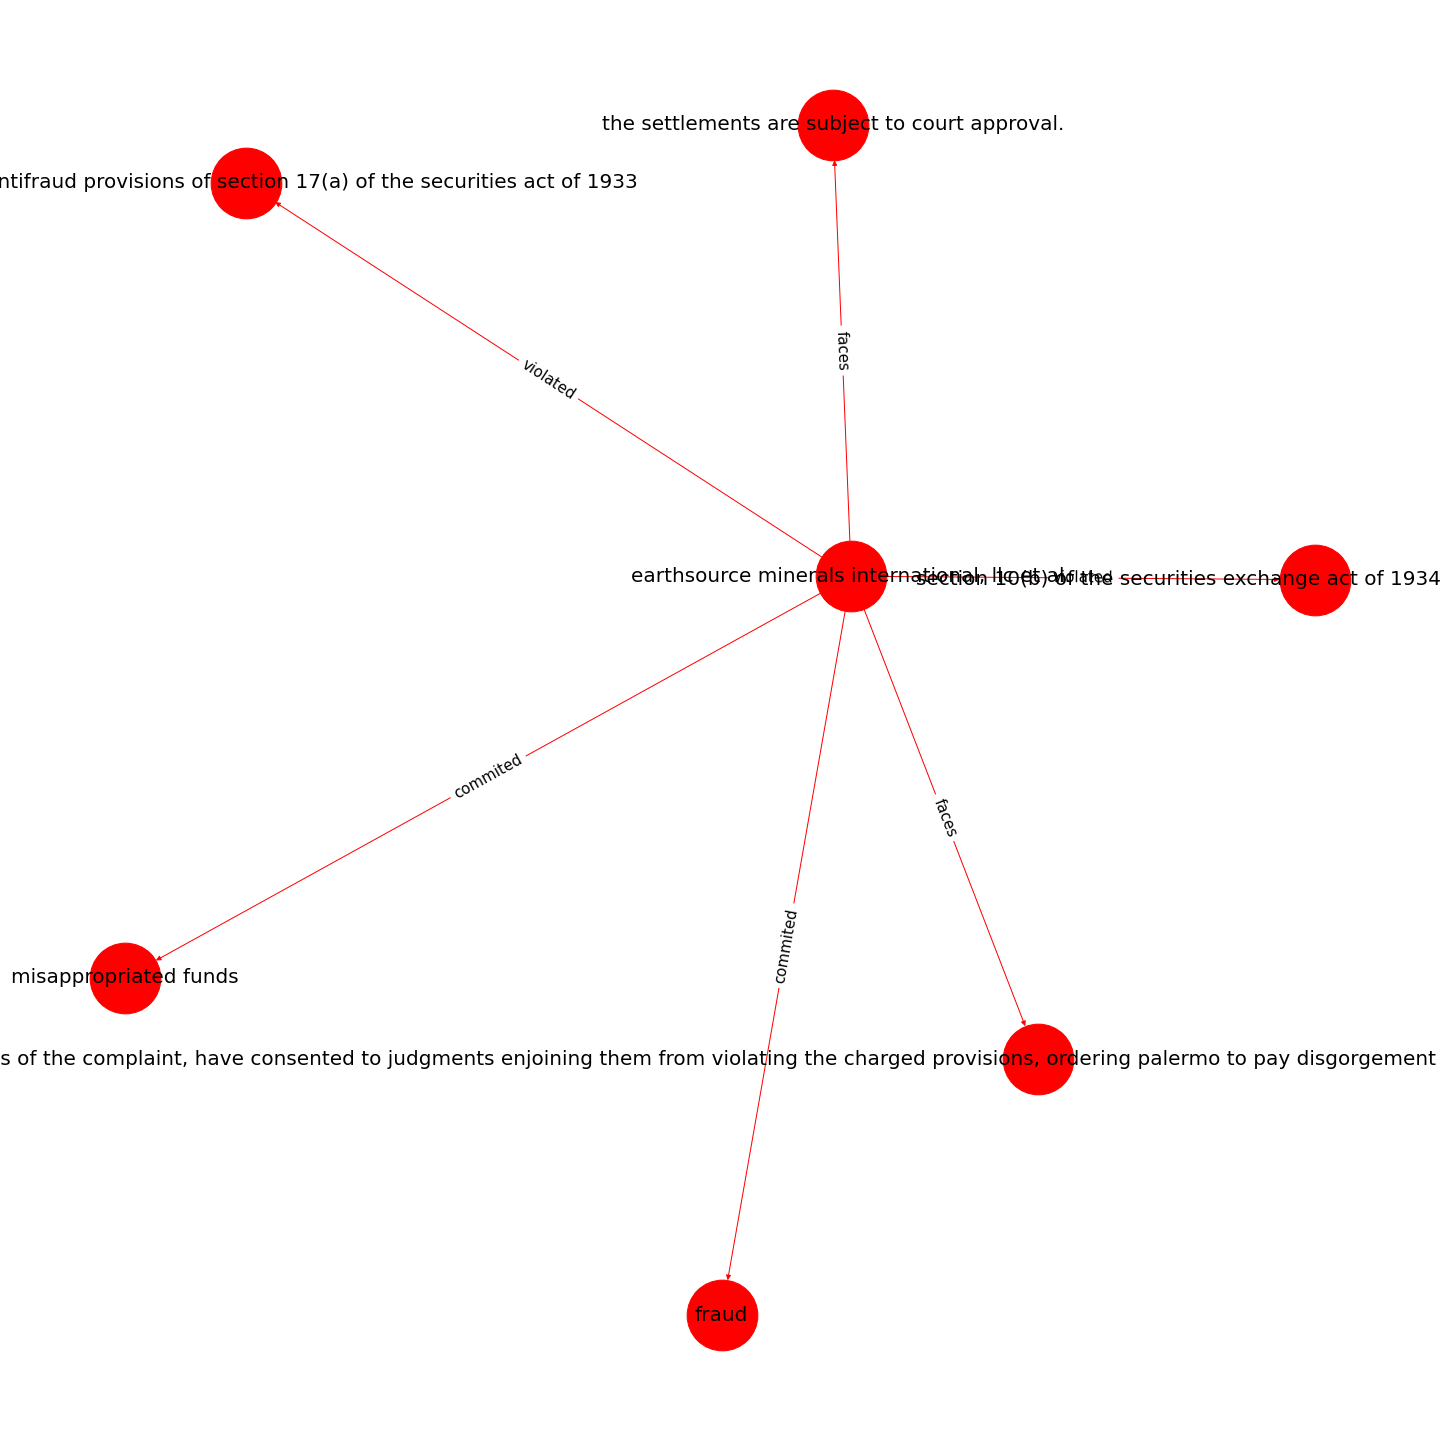 the settlements are subject to court approval.
ntifraud provisions of section 17(a) of the securities act of 1933
faces
violated
earthsource minerals international, llc et al
section 10(b) of the securities exchange act of 1934
violated
commited
faces
commited
misappropriated funds
s of the complaint, have consented to judgments enjoining them from violating the charged provisions, ordering palermo to pay disgorgement
fraud